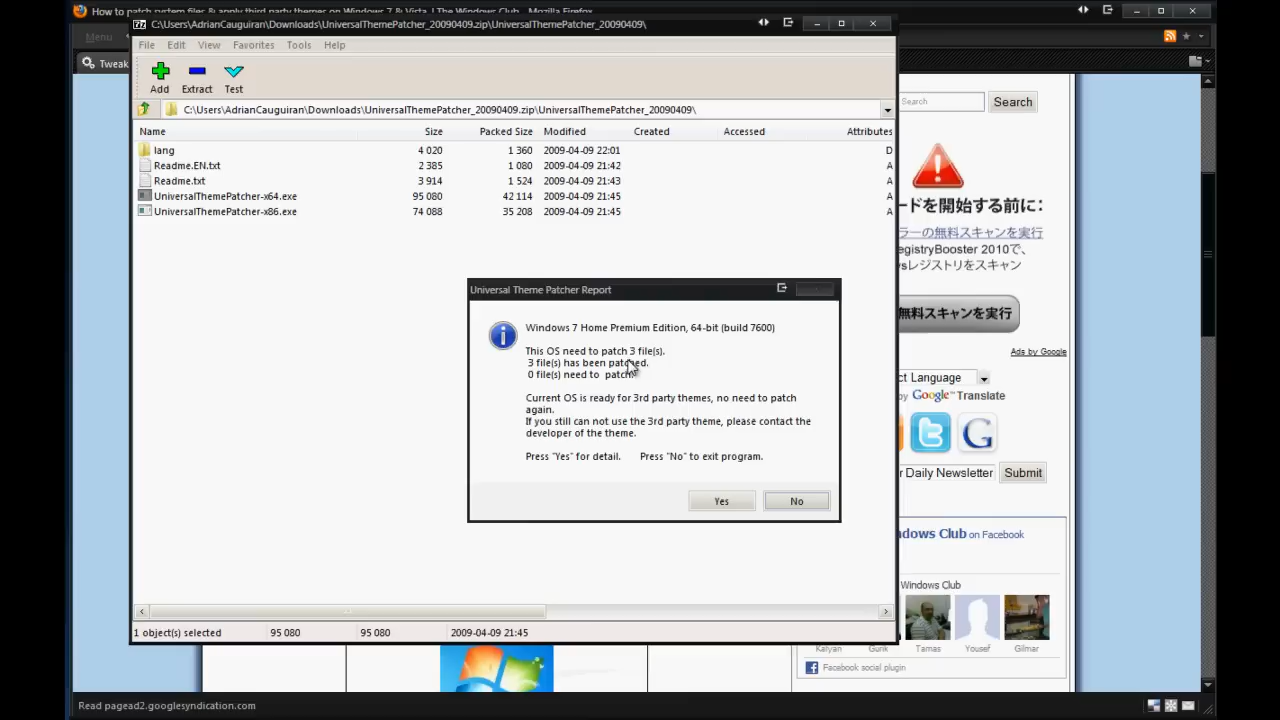 How to patch system files & apply third party themes on Windows 7 & Vista | The Windows Club - Mozilla Firefox
C:\Users\AdrianCauguiran\Downloads\UniversalThemePatcher_20090409.zip\UniversalThemePatcher_20090409\
Menu
File Edit View Favorites Tools Help
Tweak
Add Extract Test
C:\Users\AdrianCauguiran\Downloads\UniversalThemePatcher_20090409.zip\UniversalThemePatcher_20090409\
Search Search
Name Size Packed Size Modified Created Accessed Attributes
lang 4 020 1 360 2009-04-09 22:01 D
Readme.EN.txt 2 385 1 080 2009-04-09 21:42 A
Readme.txt 3 914 1 524 2009-04-09 21:43 A
UniversalThemePatcher-x64.exe 95 080 42 114 2009-04-09 21:45 A
UniversalThemePatcher-x86.exe 74 088 35 208 2009-04-09 21:45 A
ードを開始する前に:
ラーの無料スキャンを実行
egistryBooster 2010で、
wsレジストリをスキャン
無料スキャンを実行
Ads by Google
Universal Theme Patcher Report
Windows 7 Home Premium Edition, 64-bit (build 7600)
This OS need to patch 3 file(s).
3 file(s) has been patched.
0 file(s) need to patch.
Current OS is ready for 3rd party themes, no need to patch
again.
If you still can not use the 3rd party theme, please contact the
developer of the theme.
Press "Yes" for detail. Press "No" to exit program.
Yes No
ct Language
by Google Translate
G
r Daily Newsletter Submit
dows Club on Facebook
Windows Club
Kalyan Gurik Tamas Yousef Gilmar
Facebook social plugin
1 object(s) selected 95 080 95 080 2009-04-09 21:45
Read pagead2.googlesyndication.com